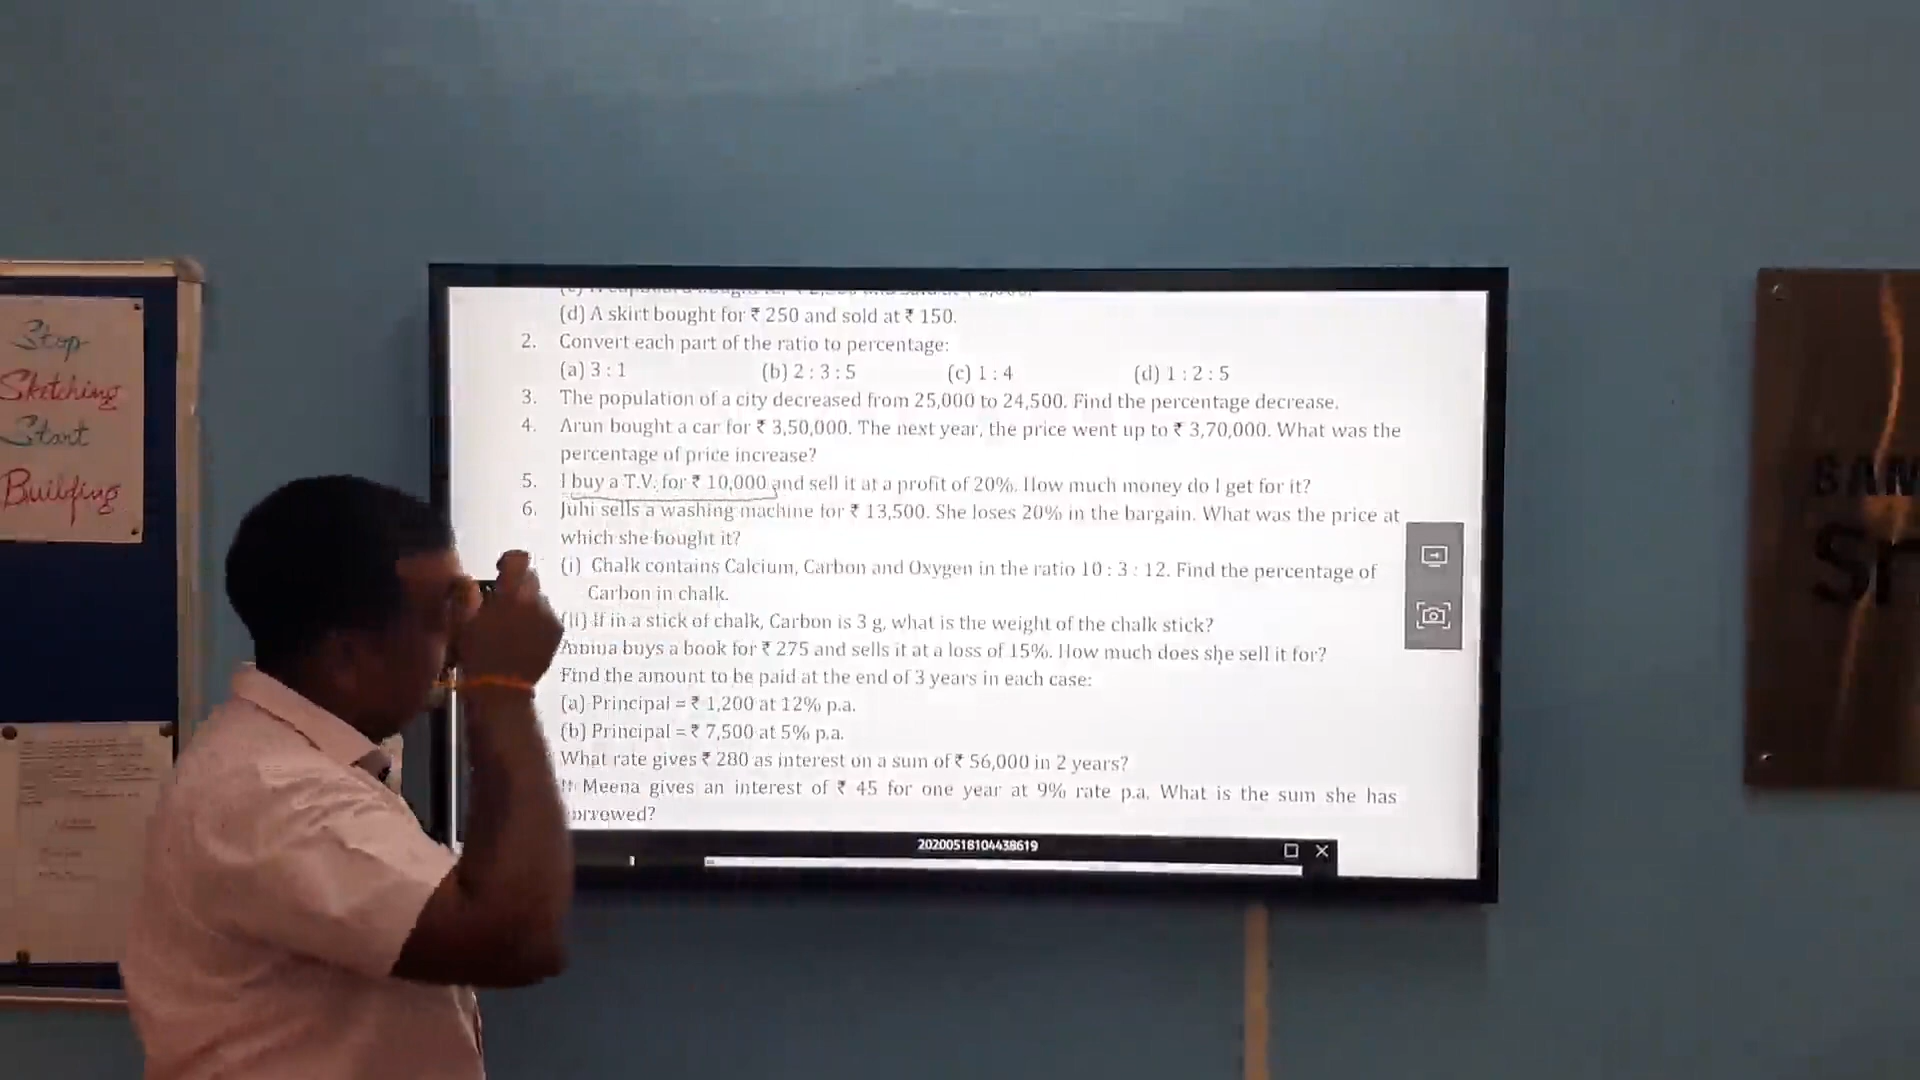 Stop
Sketching
Start
Building
(d) A skirt bought for ₹ 250 and sold at ₹ 150.
2. Convert each part of the ratio to percentage:
(a) 3 : 1 (b) 2 : 3 : 5 (c) 1 : 4 (d) 1 : 2 : 5
3. The population of a city decreased from 25,000 to 24,500. Find the percentage decrease.
4. Arun bought a car for ₹ 3,50,000. The next year, the price went up to ₹ 3,70,000. What was the
percentage of price increase?
5. I buy a T.V. for ₹ 10,000 and sell it at a profit of 20%. How much money do I get for it?
6. Juhi sells a washing machine for ₹ 13,500. She loses 20% in the bargain. What was the price at
which she bought it?
(i) Chalk contains Calcium, Carbon and Oxygen in the ratio 10 : 3 : 12. Find the percentage of
Carbon in chalk.
(ii) If in a stick of chalk, Carbon is 3 g, what is the weight of the chalk stick?
buys a book for ₹ 275 and sells it at a loss of 15%. How much does she sell it for?
Find the amount to be paid at the end of 3 years in each case:
(a) Principal = ₹ 1,200 at 12% p.a.
(b) Principal = ₹ 7,500 at 5% p.a.
What rate gives ₹ 280 as interest on a sum of ₹ 56,000 in 2 years?
Meena gives an interest of ₹ 45 for one year at 9% rate p.a. What is the sum she has
20200518104438619